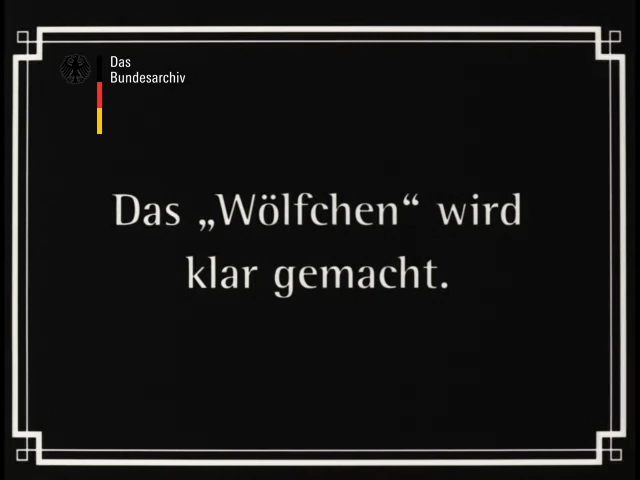 Das
Bundesarchiv
Das „Wölfchen“ wird
klar gemacht.